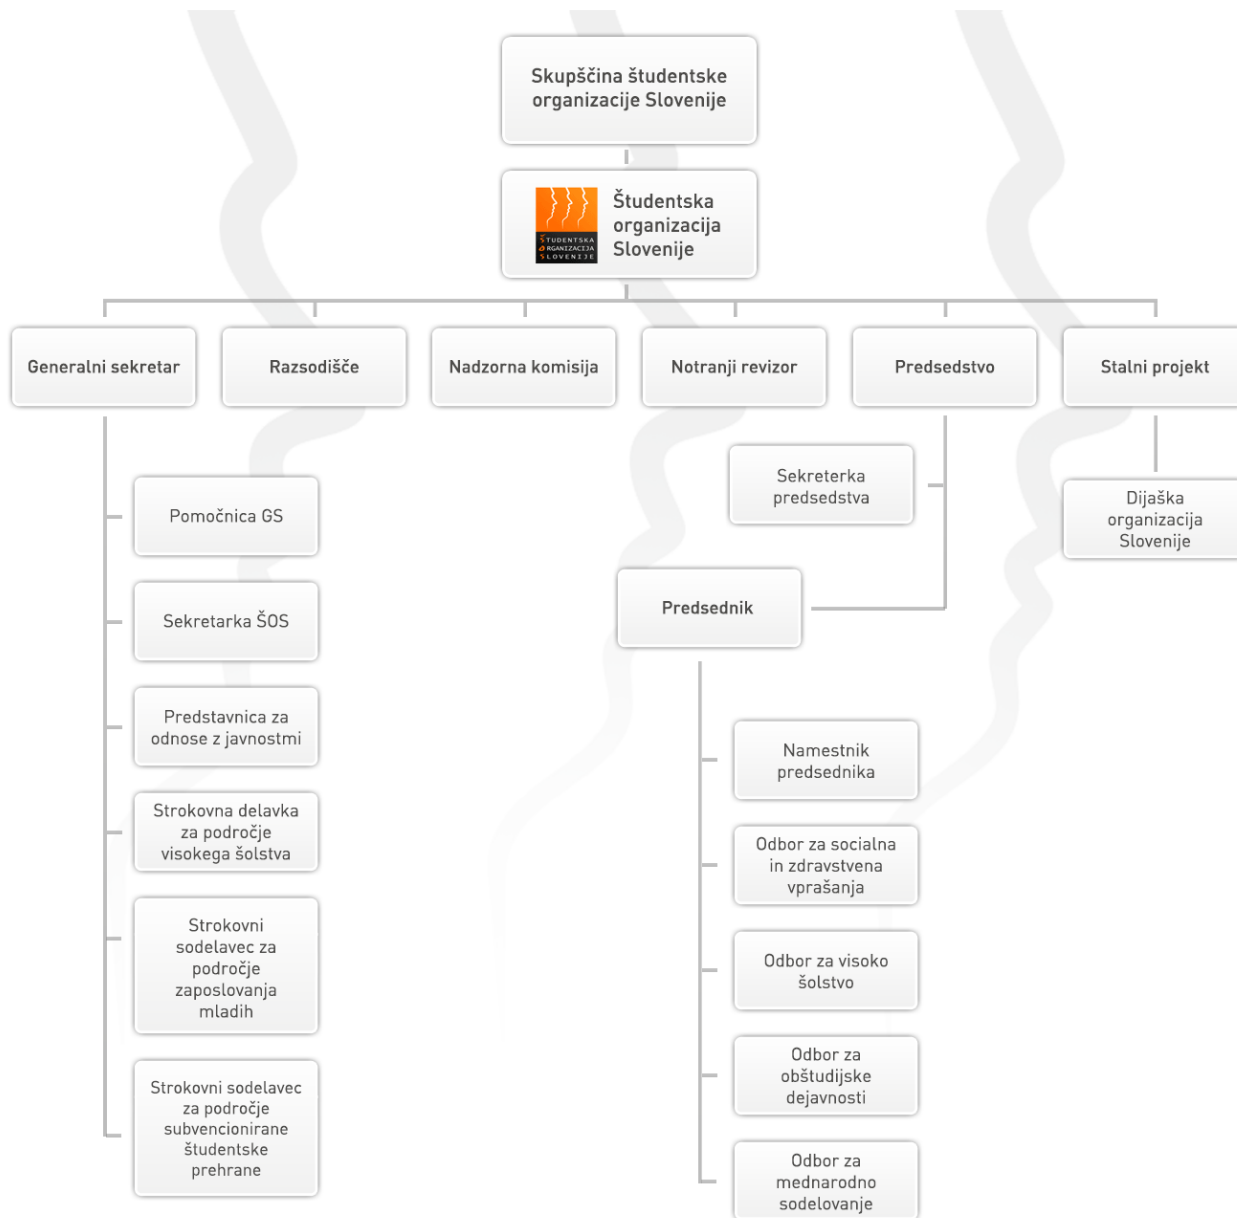 Skupščina študentske
organizacije Slovenije
ŠTUDENTSKA
ORGANIZACIJA
SLOVENIJE
Študentska
organizacija
Slovenije
Generalni sekretar
Razsodišče
Nadzorna komisija
Notranji revizor
Predsedstvo
Stalni projekt
Pomočnica GS
Sekretarka ŠOS
Predstavnica za
odnose z javnostmi
Strokovna delavka
za področje
visokega šolstva
Strokovni
sodelavec za
področje
zaposlovanja
mladih
Strokovni sodelavec
za področje
subvencionirane
študentske
prehrane
Sekreterka
predsedstva
Predsednik
Namestnik
predsednika
Odbor za socialna
in zdravstvena
vprašanja
Odbor za visoko
šolstvo
Odbor za
obštudijske
dejavnosti
Odbor za
mednarodno
sodelovanje
Dijaška
organizacija
Slovenije